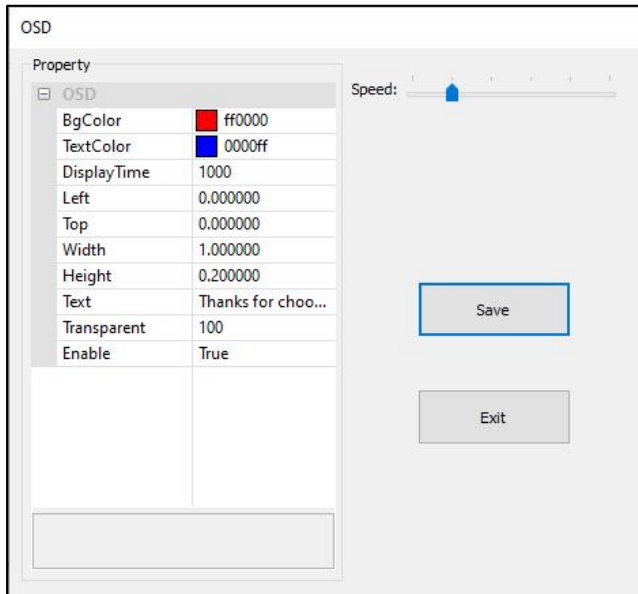 OSD
Property
OSD
BgColor ff0000
TextColor 0000ff
DisplayTime 1000
Left 0.000000
Top 0.000000
Width 1.000000
Height 0.200000
Text Thanks for choo...
Transparent 100
Enable True
Speed:
Save
Exit